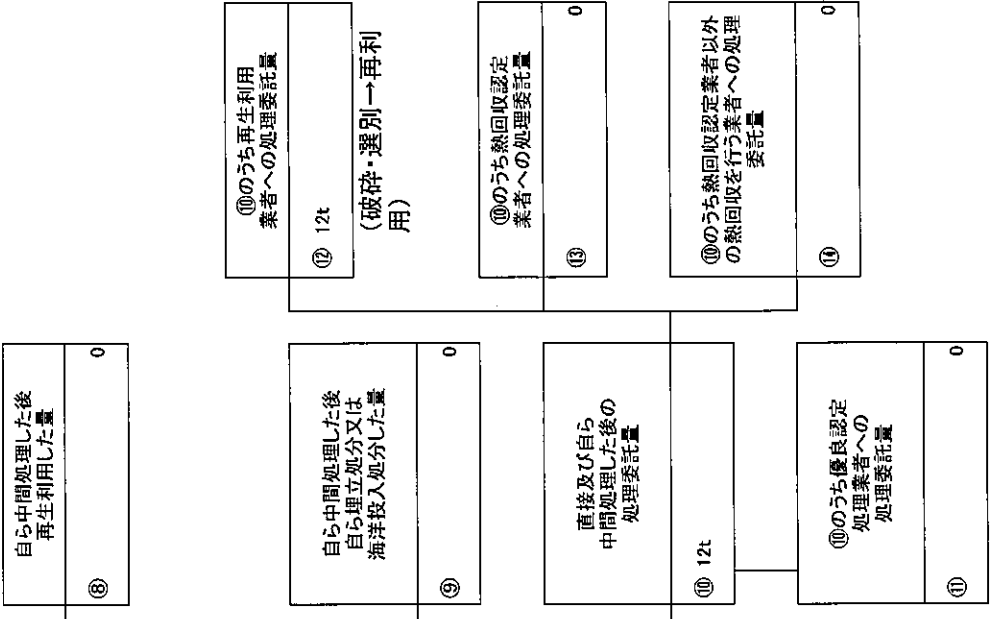 自ら中間処理した後
再生利用した量
⑧ 0
自ら中間処理した後
自ら埋立処分又は
海洋投入処分した量
⑨ 0
直接及び自ら
中間処理した後の
処理委託量
⑩ 12t
⑩のうち優良認定
処理業者への
処理委託量
⑪ 0
⑩のうち再生利用
業者への処理委託量
⑫ 12t
(破砕・選別→再利
用)
⑩のうち熱回収認定
業者への処理委託量
⑬ 0
⑩のうち熱回収認定業者以外
の熱回収を行う業者への処理
委託量
⑭ 0